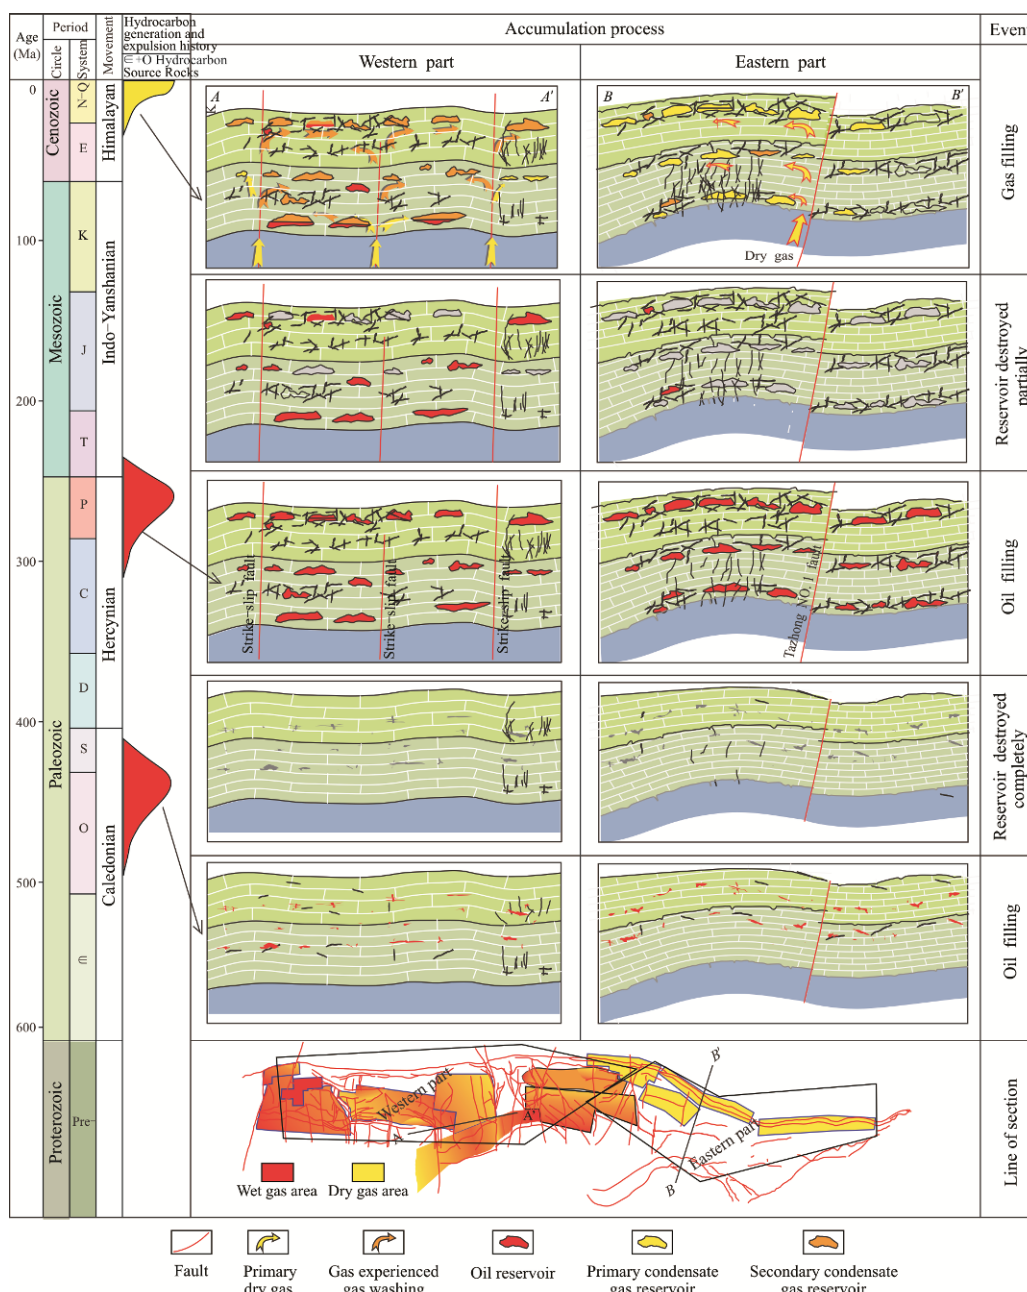 Age
(Ma)
Period
Circle
System
Movement
Hydrocarbon
generation and
expulsion history
∈+O Hydrocarbon
Source Rocks
Accumulation process
Western part
Eastern part
Event
0
100
200
300
400
500
600
Cenozoic
Mesozoic
Paleozoic
Proterozoic
N-Q
E
K
J
T
P
C
D
S
O
∈
Pre-
Himalayan
Indo-Yanshanian
Hercynian
Caledonian
A
A'
B
B'
Dry gas
Gas filling
Reservoir destroyed
partially
Strike-slip fault
Strike-slip fault
Strike-slip fault
Tazhong NO.1 fault
Oil filling
Reservoir destroyed
completely
Oil filling
Western part
A
A'
B'
B
Eastern part
Wet gas area
Dry gas area
Line of section
Fault
Primary
dry gas
Gas experienced
gas washing
Oil reservoir
Primary condensate
gas reservoir
Secondary condensate
gas reservoir